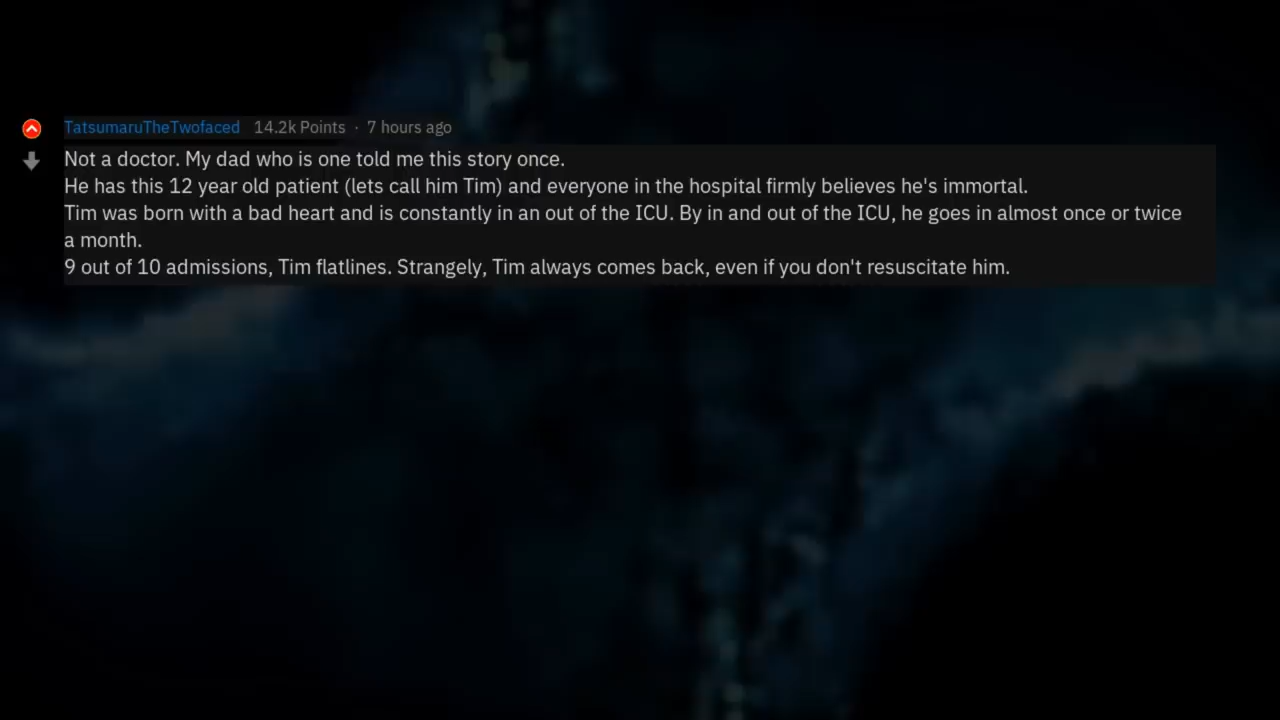 TatsumaruTheTwofaced 14.2k Points · 7 hours ago
Not a doctor. My dad who is one told me this story once.
He has this 12 year old patient (lets call him Tim) and everyone in the hospital firmly believes he's immortal.
Tim was born with a bad heart and is constantly in an out of the ICU. By in and out of the ICU, he goes in almost once or twice
a month.
9 out of 10 admissions, Tim flatlines. Strangely, Tim always comes back, even if you don't resuscitate him.